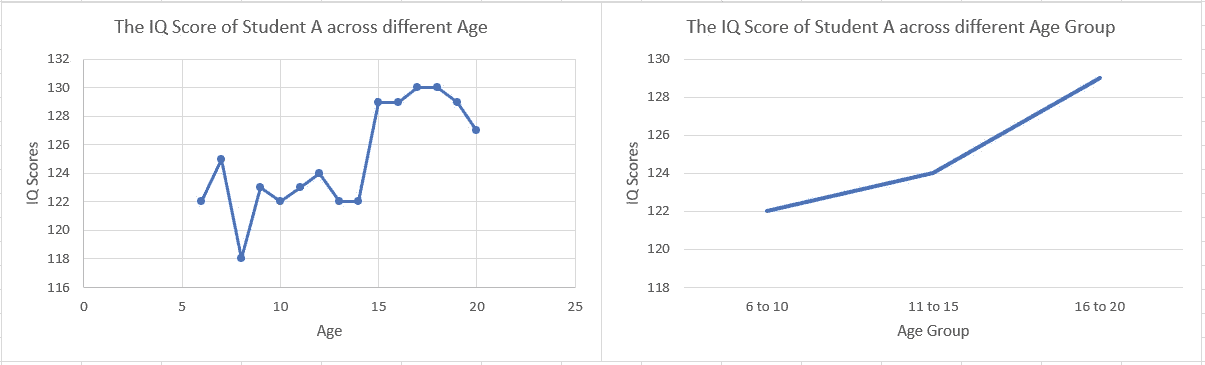 The IQ Score of Student A across different Age
132
130
128
126
124
122
120
118
116
IQ Scores
0 5 10 15 20 25
Age
The IQ Score of Student A across different Age Group
130
128
126
124
122
120
118
IQ Scores
6 to 10 11 to 15 16 to 20
Age Group